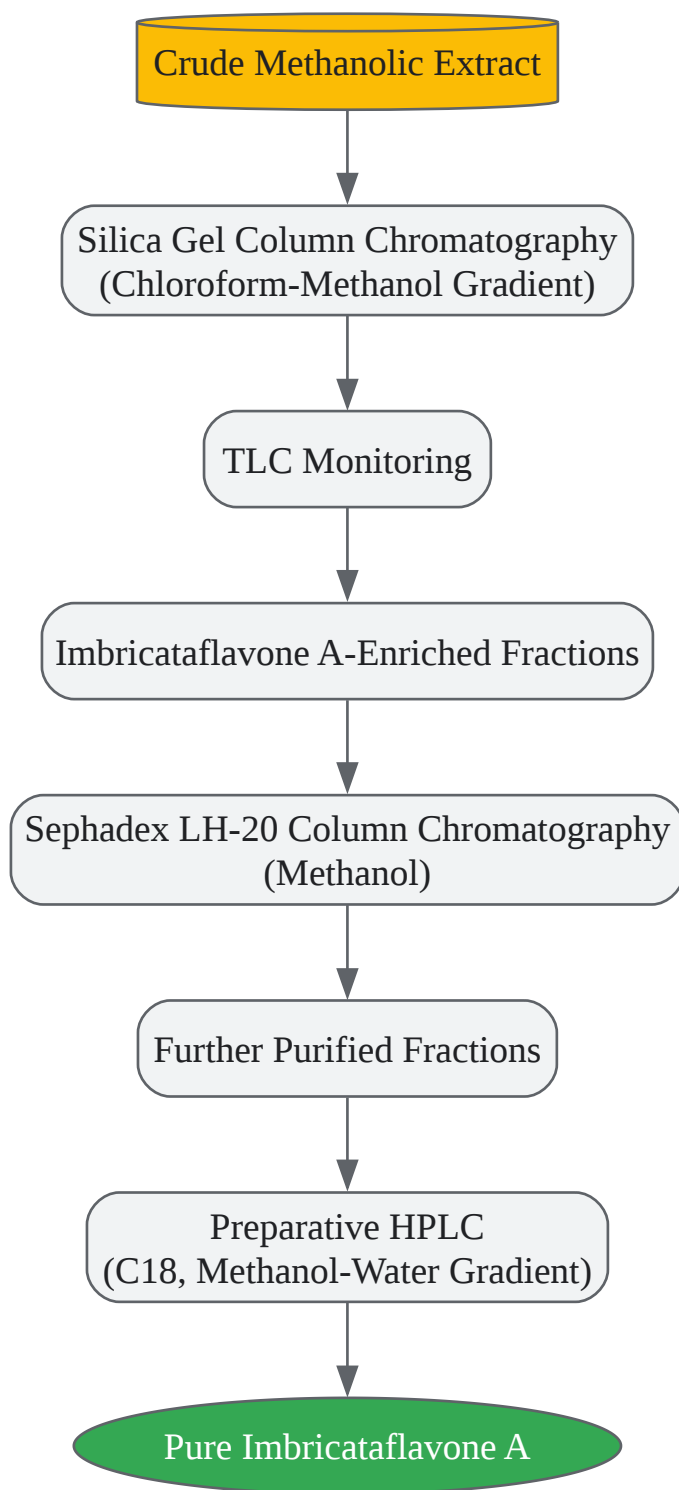 Crude Methanolic Extract
Silica Gel Column Chromatography
(Chloroform-Methanol Gradient)
TLC Monitoring
Imbricataflavone A-Enriched Fractions
Sephadex LH-20 Column Chromatography
(Methanol)
Further Purified Fractions
Preparative HPLC
(C18, Methanol-Water Gradient)
Pure Imbricataflavone A